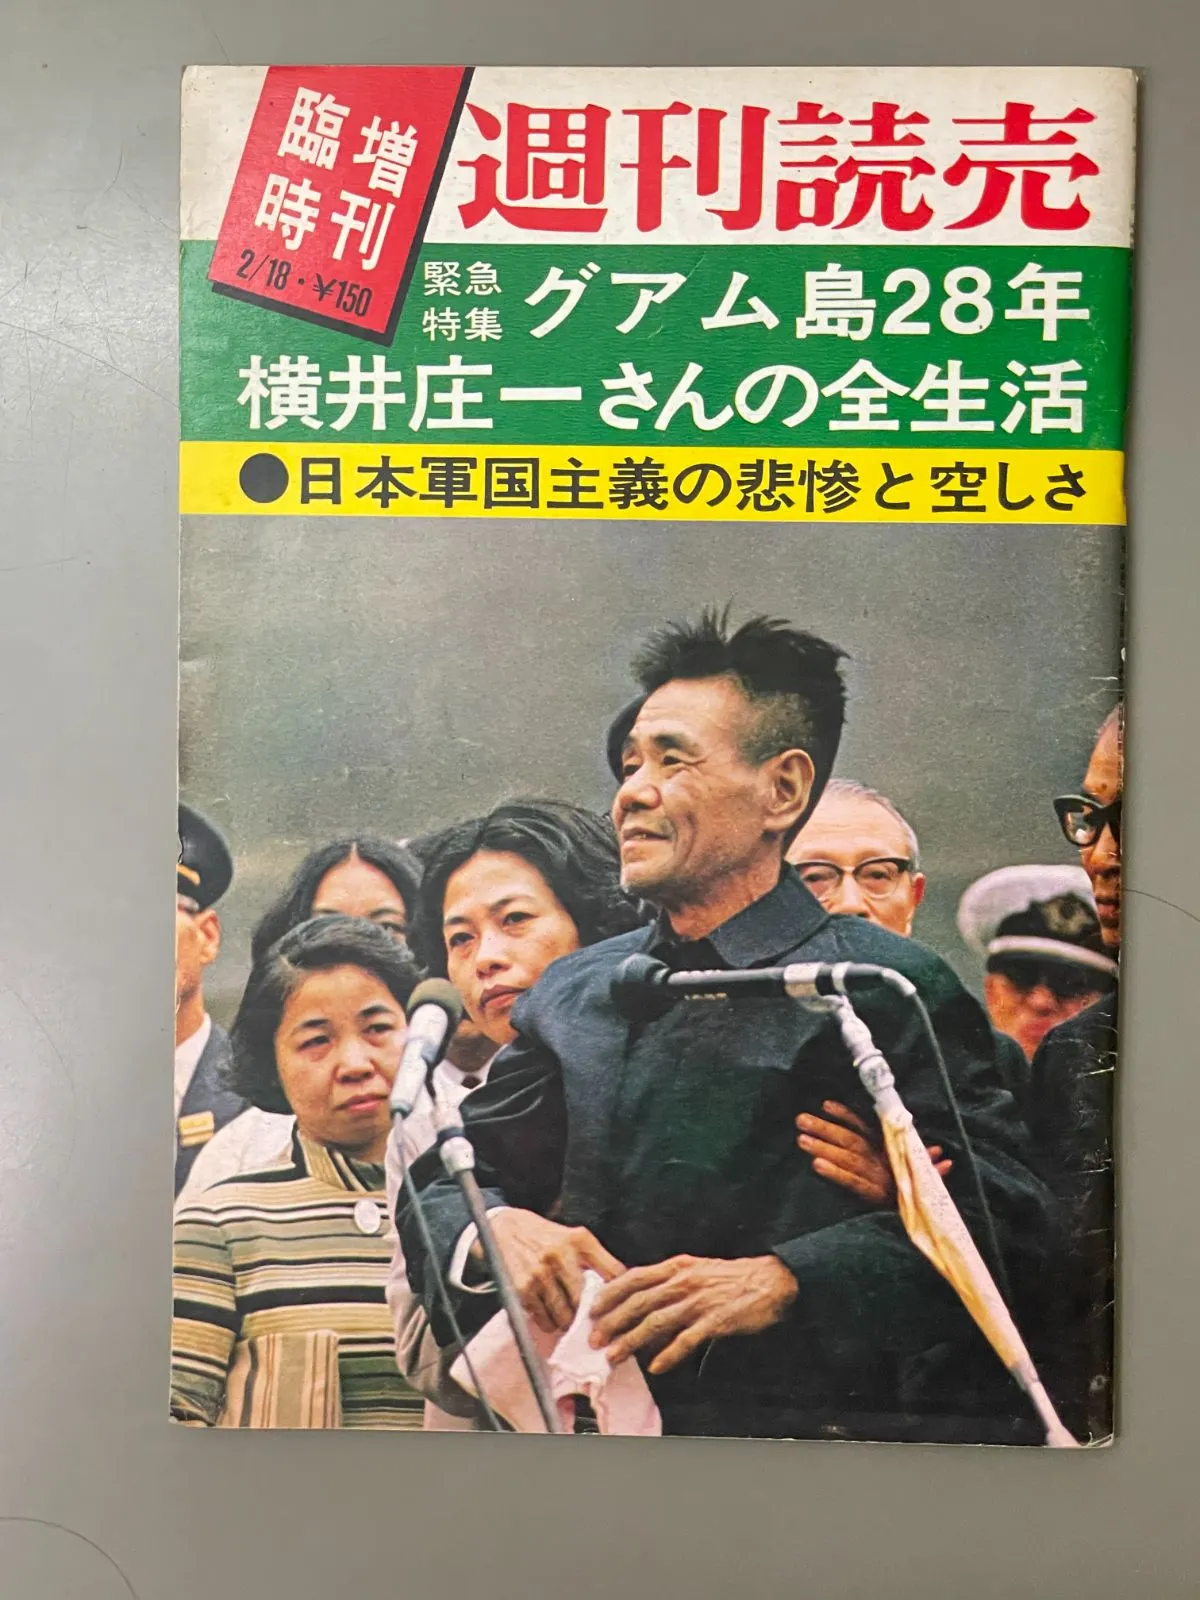 臨時
増刊
2/18・¥150
週刊読売
緊急
特集
グアム島28年
横井庄一さんの全生活
●日本軍国主義の悲惨と空しさ